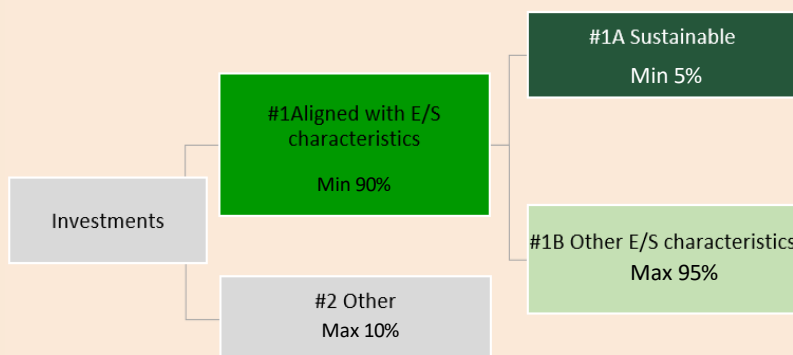 #1A Sustainable
Min 5%
#1Aligned with E/S
characteristics
Min 90%
Investments
#1B Other E/S characteristics
Max 95%
#2 Other
Max 10%